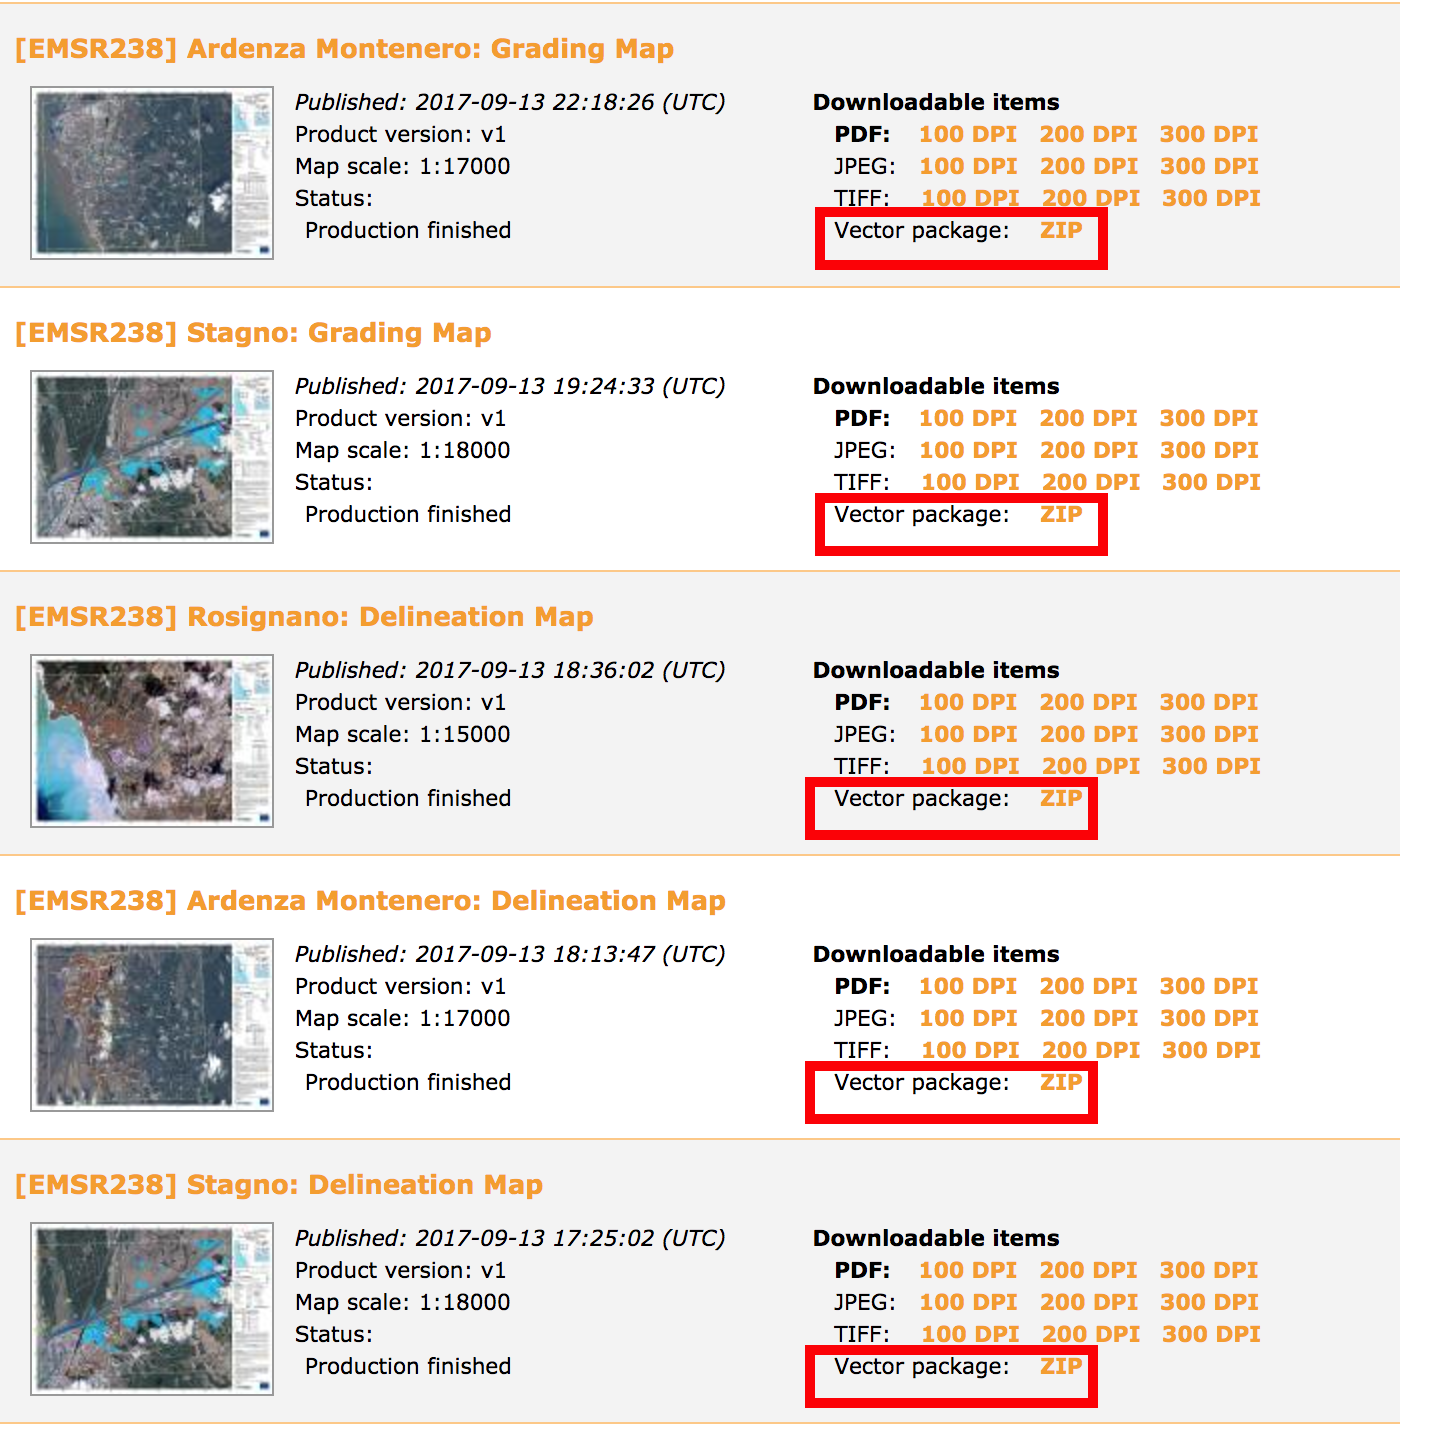 [EMSR238] Ardenza Montenero: Grading Map
Published: 2017-09-13 22:18:26 (UTC)
Product version: v1
Map scale: 1:17000
Status:
Production finished
Downloadable items
PDF: 100 DPI 200 DPI 300 DPI
JPEG: 100 DPI 200 DPI 300 DPI
TIFF: 100 DPI 200 DPI 300 DPI
Vector package: ZIP
[EMSR238] Stagno: Grading Map
Published: 2017-09-13 19:24:33 (UTC)
Product version: v1
Map scale: 1:18000
Status:
Production finished
Downloadable items
PDF: 100 DPI 200 DPI 300 DPI
JPEG: 100 DPI 200 DPI 300 DPI
TIFF: 100 DPI 200 DPI 300 DPI
Vector package: ZIP
[EMSR238] Rosignano: Delineation Map
Published: 2017-09-13 18:36:02 (UTC)
Product version: v1
Map scale: 1:15000
Status:
Production finished
Downloadable items
PDF: 100 DPI 200 DPI 300 DPI
JPEG: 100 DPI 200 DPI 300 DPI
TIFF: 100 DPI 200 DPI 300 DPI
Vector package: ZIP
[EMSR238] Ardenza Montenero: Delineation Map
Published: 2017-09-13 18:13:47 (UTC)
Product version: v1
Map scale: 1:17000
Status:
Production finished
Downloadable items
PDF: 100 DPI 200 DPI 300 DPI
JPEG: 100 DPI 200 DPI 300 DPI
TIFF: 100 DPI 200 DPI 300 DPI
Vector package: ZIP
[EMSR238] Stagno: Delineation Map
Published: 2017-09-13 17:25:02 (UTC)
Product version: v1
Map scale: 1:18000
Status:
Production finished
Downloadable items
PDF: 100 DPI 200 DPI 300 DPI
JPEG: 100 DPI 200 DPI 300 DPI
TIFF: 100 DPI 200 DPI 300 DPI
Vector package: ZIP